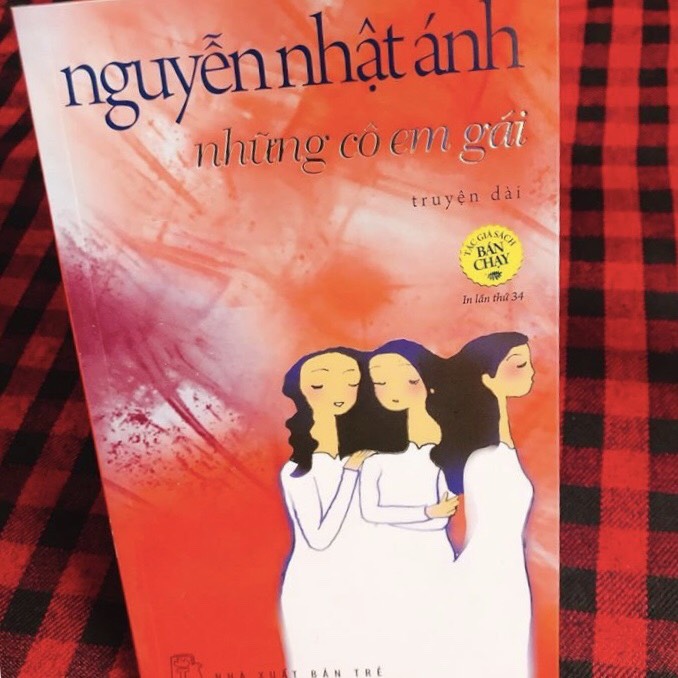 nguyễn nhật ánh
những cô em gái
truyện dài
TÁC GIẢ SÁCH
BÁN
CHẠY
In lần thứ 34
NHÀ XUẤT BẢN TRẺ